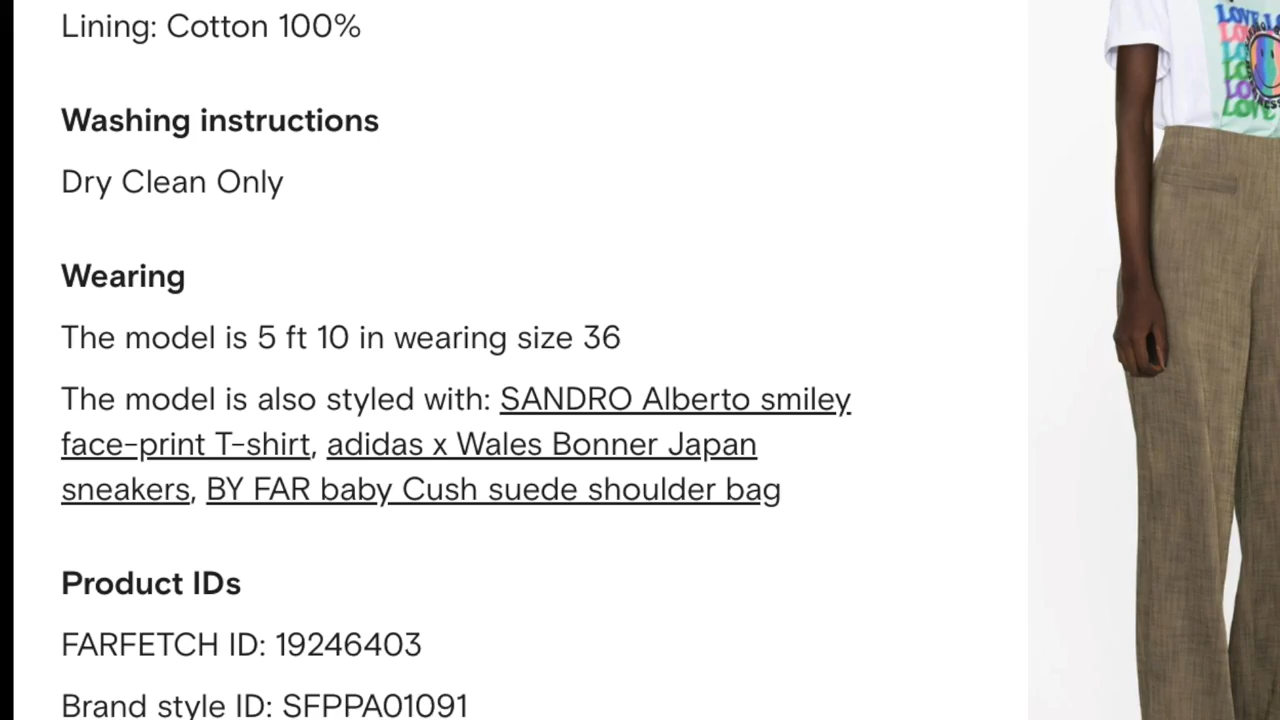 Lining: Cotton 100%
Washing instructions
Dry Clean Only
Wearing
The model is 5 ft 10 in wearing size 36
The model is also styled with: SANDRO Alberto smiley
face-print T-shirt, adidas x Wales Bonner Japan
sneakers, BY FAR baby Cush suede shoulder bag
Product IDs
FARFETCH ID: 19246403
Brand style ID: SFPPA01091
LOVE